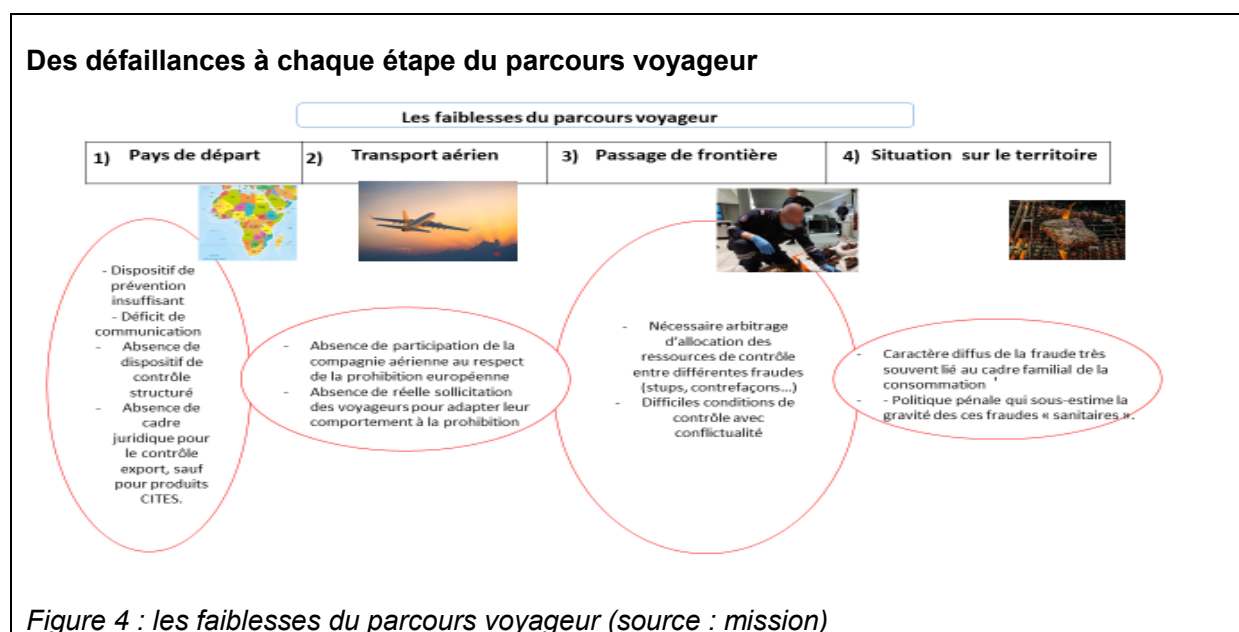 Des défaillances à chaque étape du parcours voyageur
Les faiblesses du parcours voyageur
1) Pays de départ
2) Transport aérien
3) Passage de frontière
4) Situation sur le territoire
- Dispositif de
prévention
insuffisant
- Déficit de
communication
- Absence de
dispositif de
contrôle
structuré
- Absence de
cadre
juridique pour
le contrôle
export, sauf
pour produits
CITES.
- Absence de participation de la
compagnie aérienne au respect
de la prohibition européenne
- Absence de réelle sollicitation
des voyageurs pour adapter leur
comportement à la prohibition
- Nécessaire arbitrage
d'allocation des
ressources de contrôle
entre différentes fraudes
(stups, contrefaçons...)
- Difficiles conditions de
contrôle avec
conflictualité
- Caractère diffus de la fraude très
souvent lié au cadre familial de la
consommation '
- - Politique pénale qui sous-estime la
gravité des ces fraudes « sanitaires ».
Figure 4 : les faiblesses du parcours voyageur (source : mission)